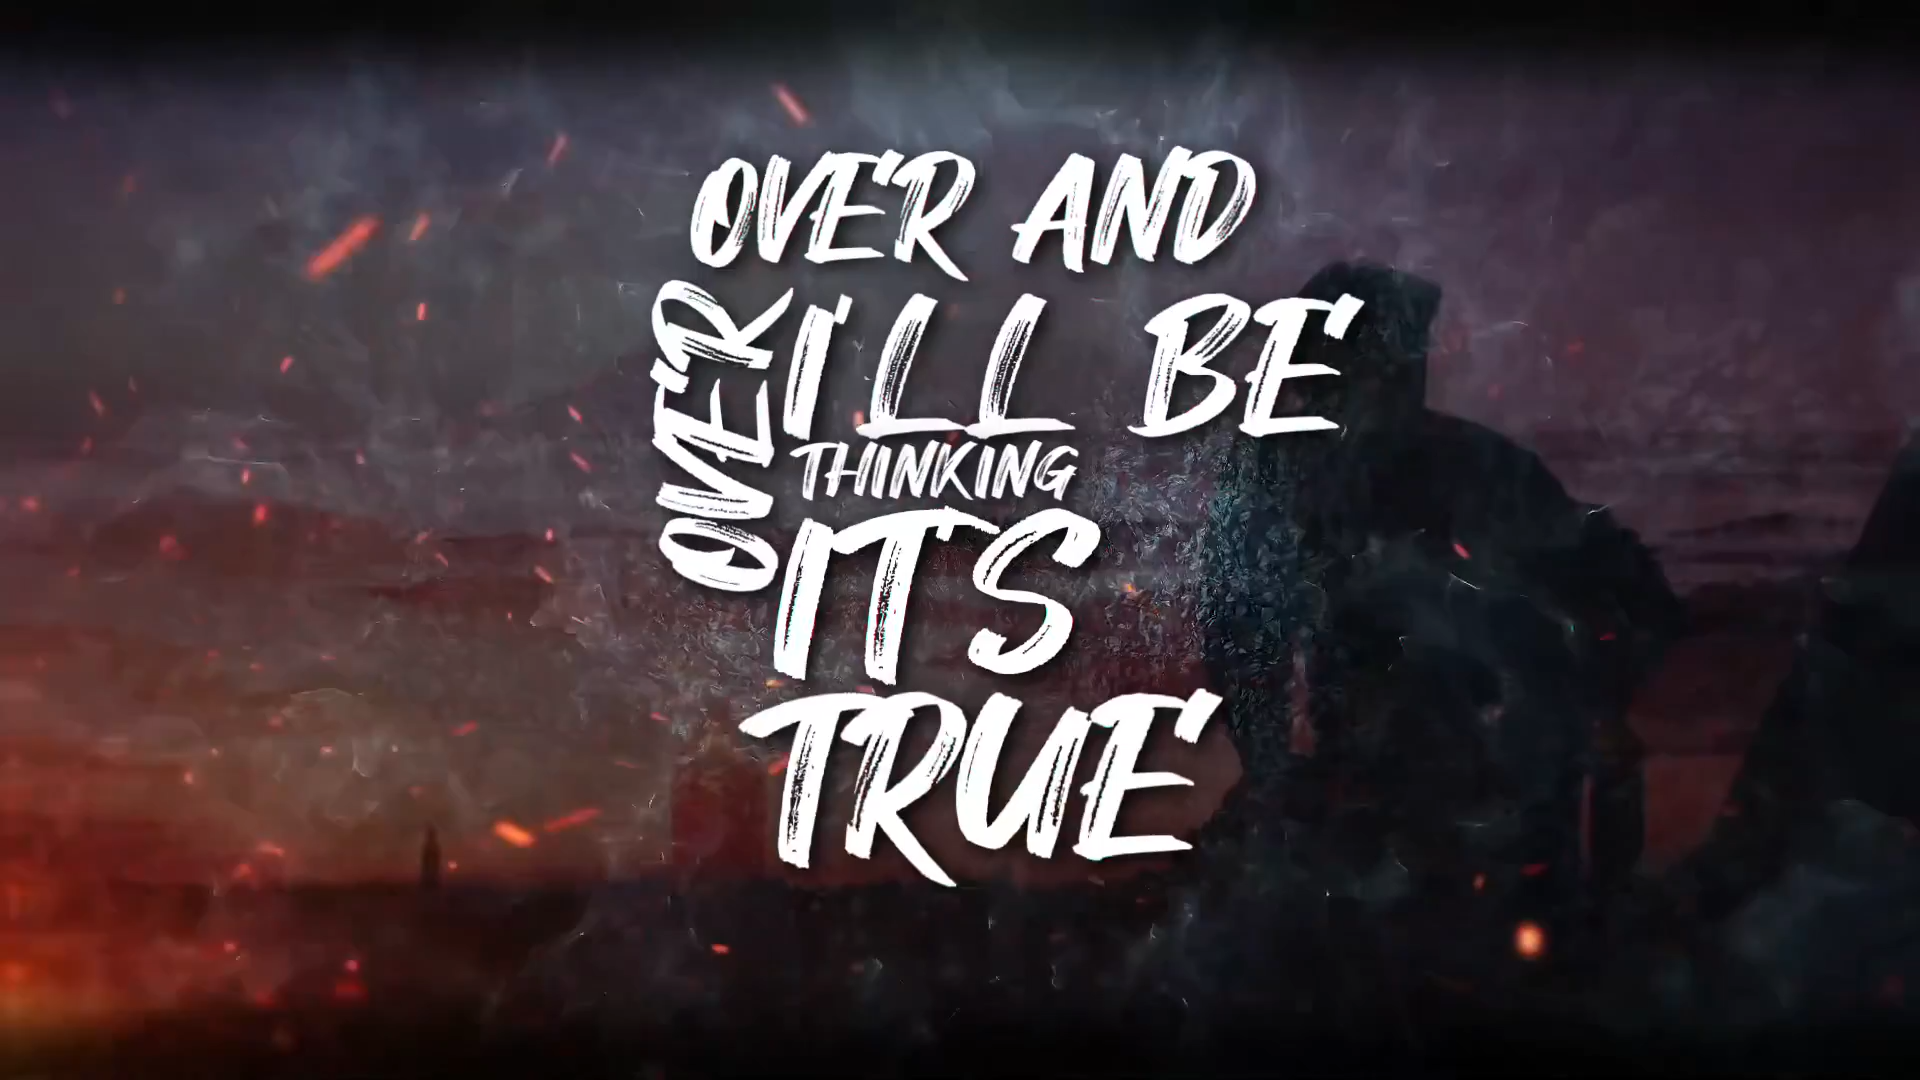 OVER AND
OVER
I'LL BE
THINKING
IT'S
TRUE